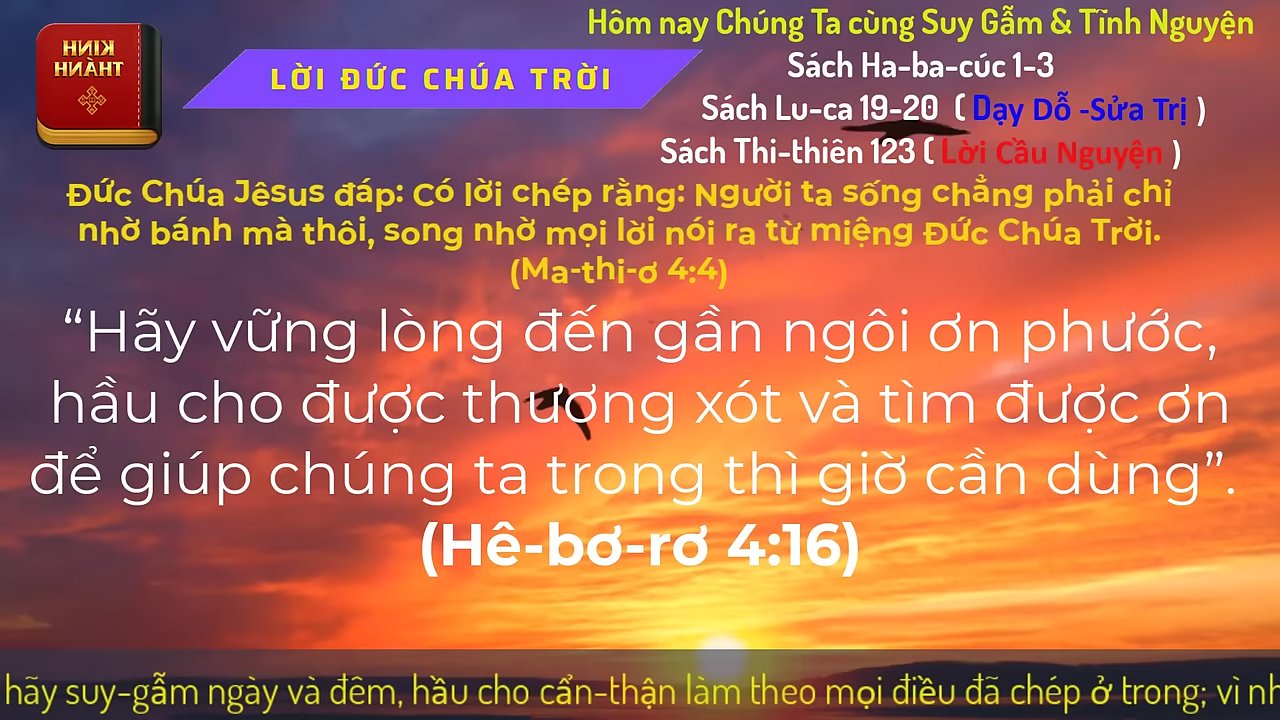 KINH
THÀNH
LỜI ĐỨC CHÚA TRỜI
Hôm nay Chúng Ta cùng Suy Gẫm & Tĩnh Nguyện
Sách Ha-ba-cúc 1-3
Sách Lu-ca 19-20 ( Dạy Dỗ -Sửa Trị )
Sách Thi-thiên 123 ( Lời Cầu Nguyện )
Đức Chúa Jêsus đáp: Có lời chép rằng: Người ta sống chẳng phải chỉ
nhờ bánh mà thôi, song nhờ mọi lời nói ra từ miệng Đức Chúa Trời.
(Ma-thi-ơ 4:4)
“Hãy vững lòng đến gần ngôi ơn phước,
hầu cho được thương xót và tìm được ơn
để giúp chúng ta trong thì giờ cần dùng”.
(Hê-bơ-rơ 4:16)
hãy suy-gẫm ngày và đêm, hầu cho cẩn-thận làm theo mọi điều đã chép ở trong; vì nh